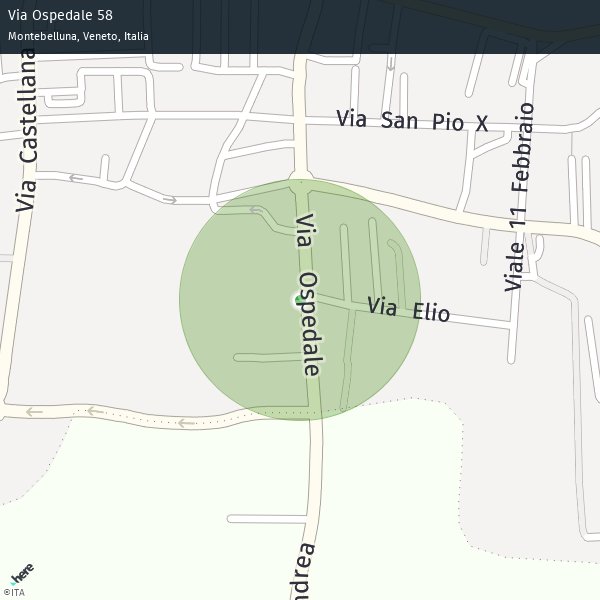 Via Ospedale 58
Montebelluna, Veneto, Italia
Via Castellana
Via San Pio X
Viale 11 Febbraio
Via Ospedale
Via Elio
ndrea
here
©ITA